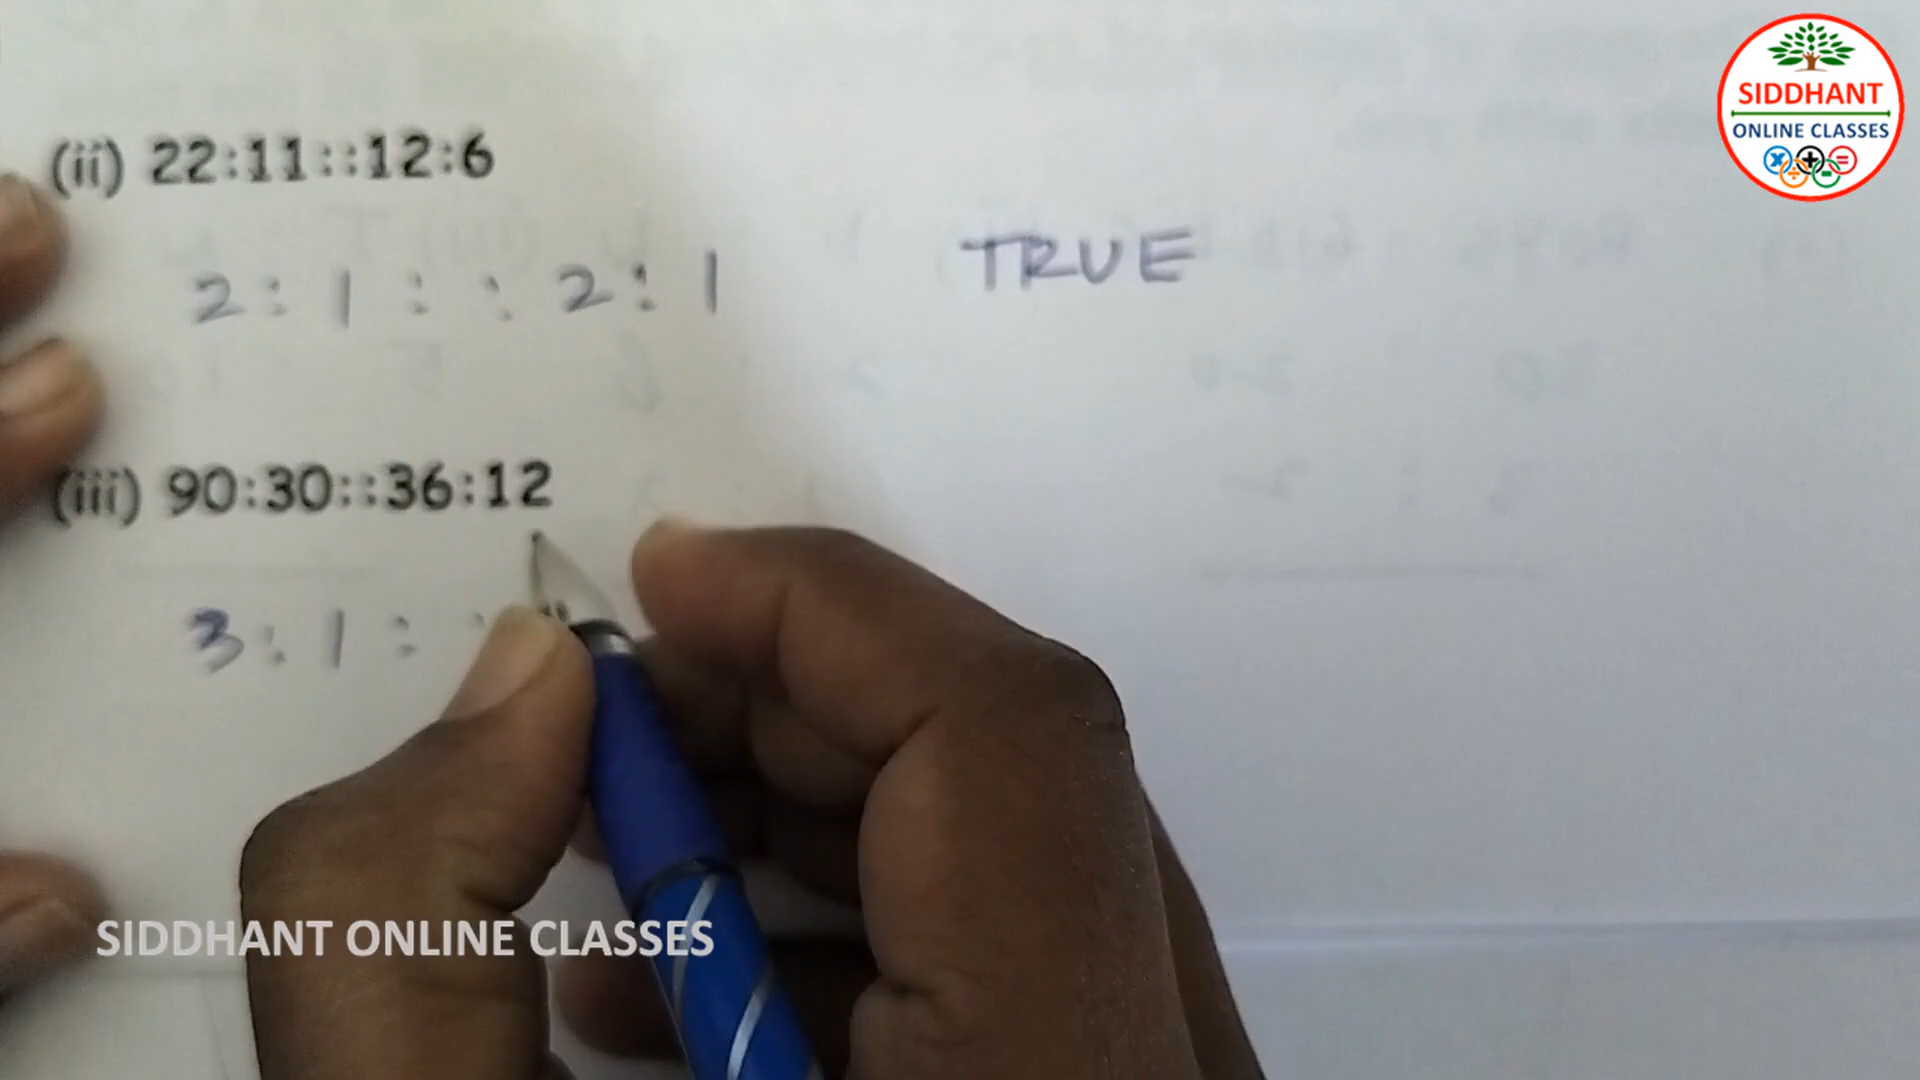 SIDDHANT
ONLINE CLASSES
(ii) 22:11::12:6
2 : 1 : : 2 : 1 TRUE
(iii) 90:30::36:12
3 : 1 : :
SIDDHANT ONLINE CLASSES